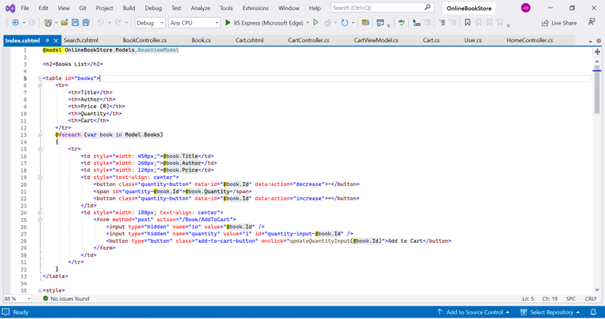 File Edit View Git Project Build Debug Test Analyze Tools Extensions Window Help Search (Ctrl+Q) OnlineBookStore AR
Debug Any CPU IIS Express (Microsoft Edge) Live Share
Index.cshtml Search.cshtml BookController.cs Book.cs Cart.cshtml CartController.cs CartViewModel.cs Cart.cs User.cs HomeController.cs
1 @model OnlineBookStore.Models.BookViewModel
2
3 <h2>Books List</h2>
4
5 <table id="books">
6 <tr>
7 <th>Title</th>
8 <th>Author</th>
9 <th>Price (R)</th>
10 <th>Quantity</th>
11 <th>Cart</th>
12 </tr>
13 @foreach (var book in Model.Books)
14 {
15 <tr>
16 <td style="width: 450px;">@book.Title</td>
17 <td style="width: 260px;">@book.Author</td>
18 <td style="width: 120px;">@book.Price</td>
19 <td style="text-align: center">
20 <button class="quantity-button" data-id="@book.Id" data-action="decrease">-</button>
21 <span id="quantity-@book.Id">@book.Quantity</span>
22 <button class="quantity-button" data-id="@book.Id" data-action="increase">+</button>
23 </td>
24 <td style="width: 180px; text-align: center">
25 <form method="post" action="/Book/AddToCart">
26 <input type="hidden" name="id" value="@book.Id" />
27 <input type="hidden" name="quantity" value="1" id="quantity-input-@book.Id" />
28 <button type="button" class="add-to-cart-button" onclick="updateQuantityInput(@book.Id)">Add to Cart</button>
29 </form>
30 </td>
31 </tr>
32 }
33 </table>
34
35 <style>
88 % No issues found Ln: 5 Ch: 19 SPC CRLF
Ready Add to Source Control Select Repository